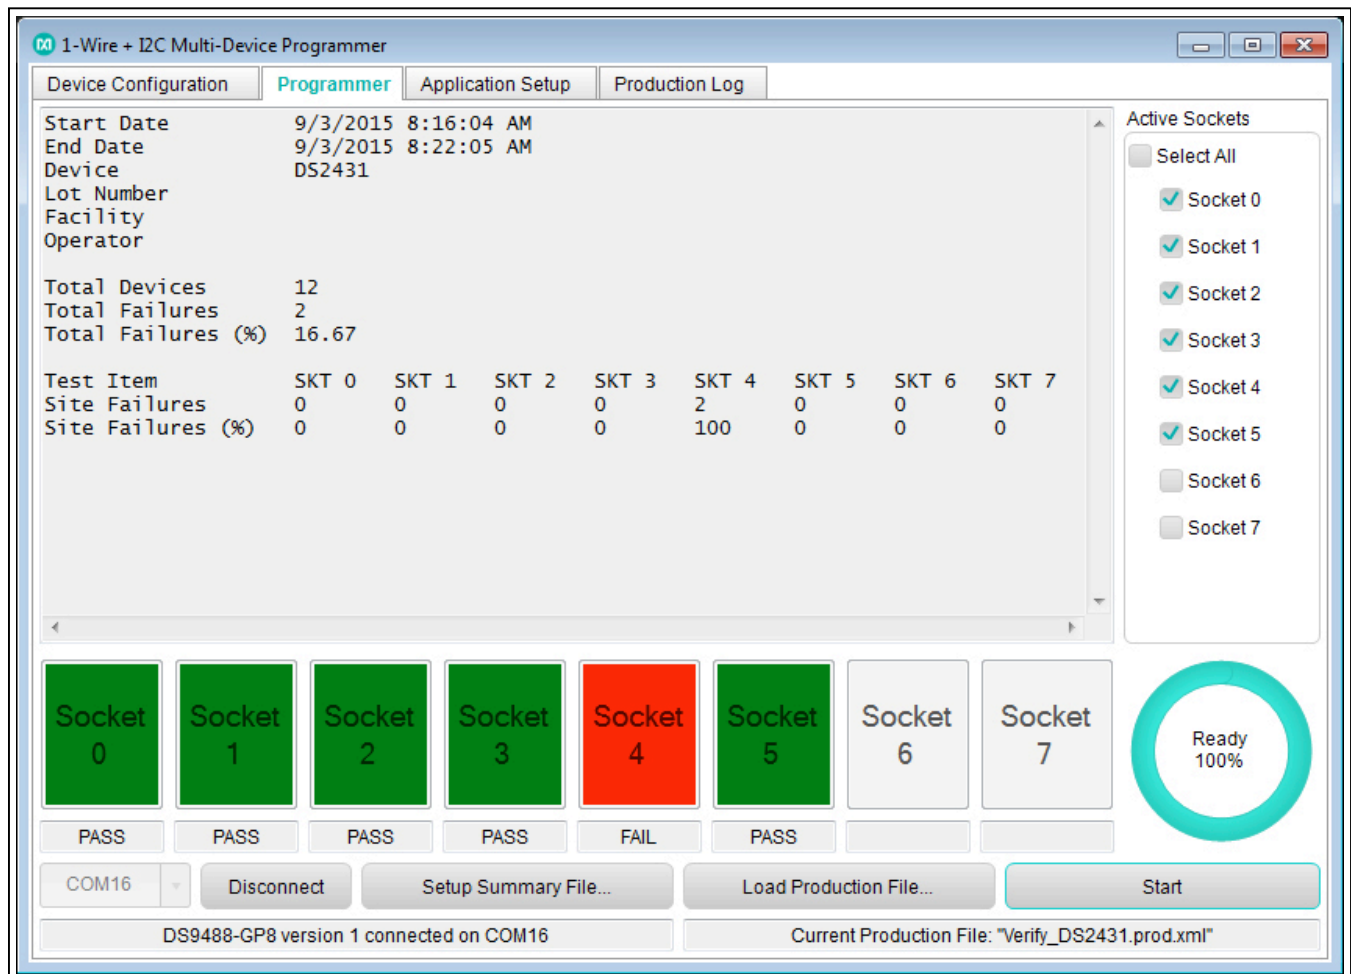 1-Wire + I2C Multi-Device Programmer
Device Configuration Programmer Application Setup Production Log
Start Date 9/3/2015 8:16:04 AM
End Date 9/3/2015 8:22:05 AM
Device DS2431
Lot Number
Facility
Operator
Total Devices 12
Total Failures 2
Total Failures (%) 16.67
Test Item SKT 0 SKT 1 SKT 2 SKT 3 SKT 4 SKT 5 SKT 6 SKT 7
Site Failures 0 0 0 0 2 0 0 0
Site Failures (%) 0 0 0 0 100 0 0 0
Active Sockets
Select All
Socket 0
Socket 1
Socket 2
Socket 3
Socket 4
Socket 5
Socket 6
Socket 7
Socket 0
Socket 1
Socket 2
Socket 3
Socket 4
Socket 5
Socket 6
Socket 7
Ready
100%
PASS PASS PASS PASS FAIL PASS
COM16 Disconnect Setup Summary File... Load Production File... Start
DS9488-GP8 version 1 connected on COM16 Current Production File: "Verify_DS2431.prod.xml"